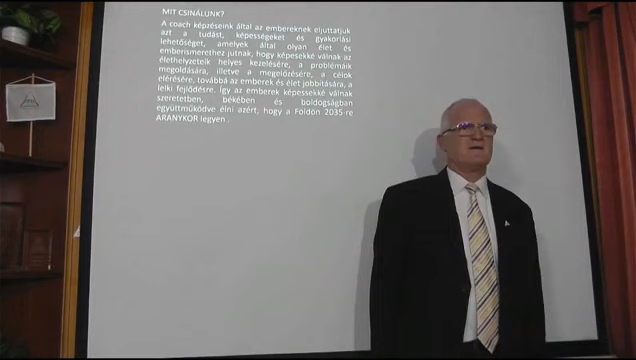 MIT CSINÁLUNK?
A coach képzéseink által az embereknek eljuttatjuk
azt a tudást, képességeket és gyakorlási
lehetőséget, amelyek által olyan élet és
emberismerethez jutnak, hogy képesekké válnak az
élethelyzeteik helyes kezelésére, a problémáik
megoldására, illetve a megelőzésére, a célok
elérésére, továbbá az emberek és élet jobbítására, a
lelki fejlődésre. Így az emberek képessekké válnak
szeretetben, békében és boldogságban
együttműködve élni azért, hogy a Földön 2035-re
ARANYKOR legyen .